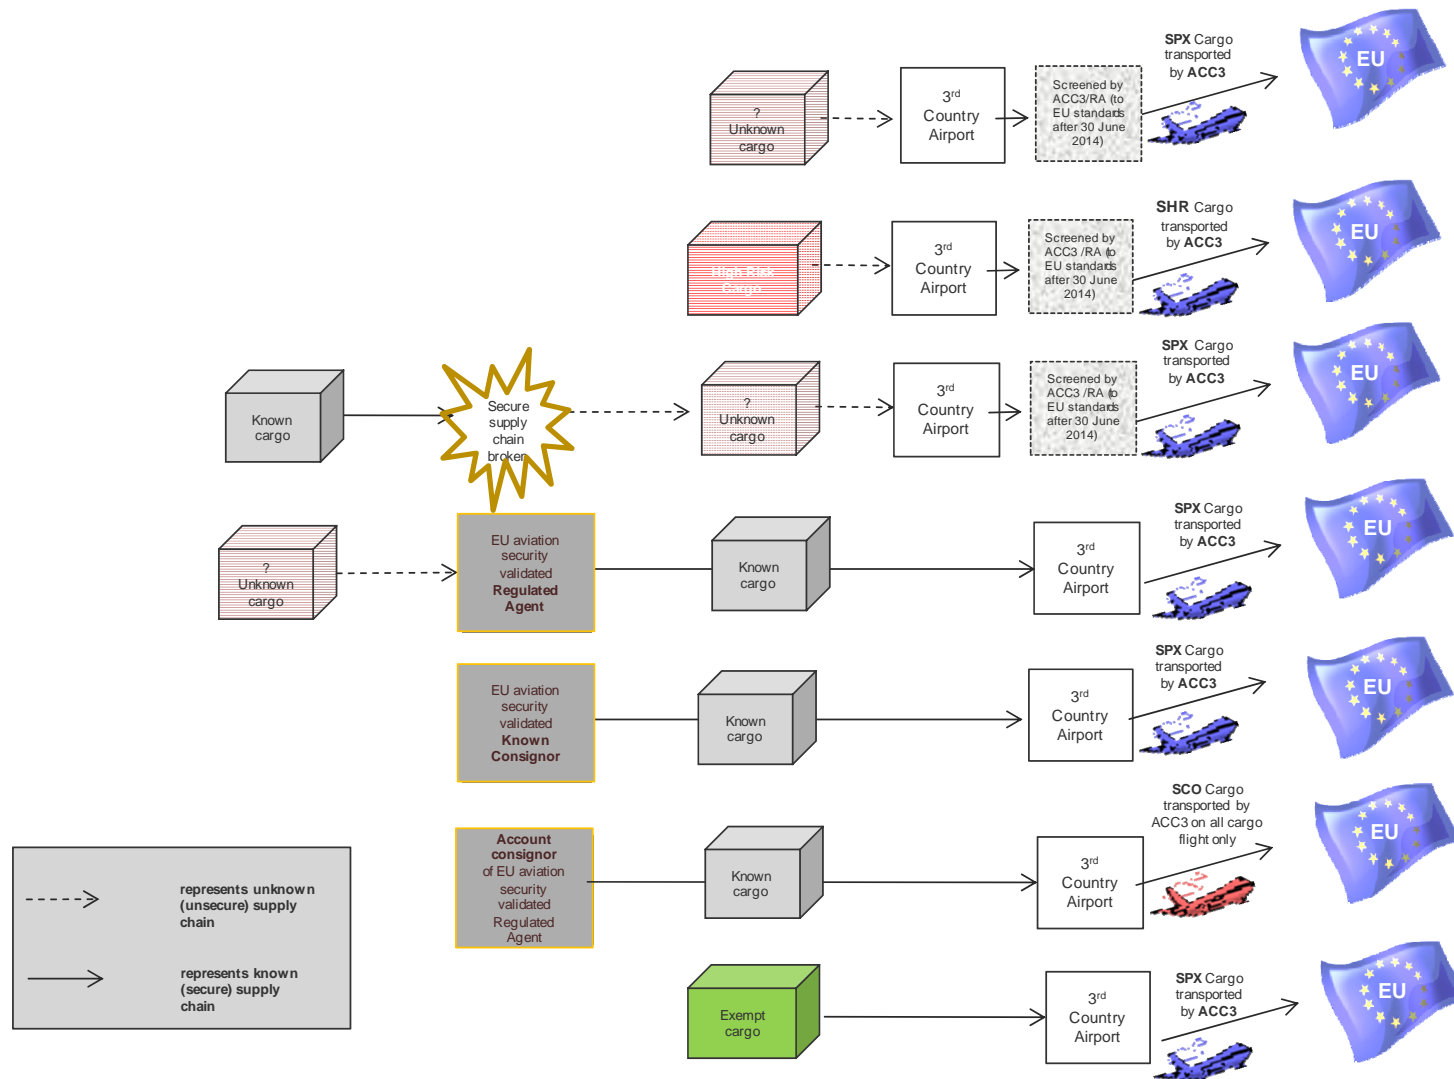 SPX Cargo
transported
by ACC3
EU
?
Unknown
cargo
3rd
Country
Airport
Screened by
ACC3/RA (to
EU standards
after 30 June
2014)
SHR Cargo
transported
by ACC3
EU
High Risk
Cargo
3rd
Country
Airport
Screened by
ACC3 /RA (to
EU standards
after 30 June
2014)
SPX Cargo
transported
by ACC3
EU
Known
cargo
Secure
supply
chain
broken
?
Unknown
cargo
3rd
Country
Airport
Screened by
ACC3 /RA (to
EU standards
after 30 June
2014)
SPX Cargo
transported
by ACC3
EU
?
Unknown
cargo
EU aviation
security
validated
Regulated
Agent
Known
cargo
3rd
Country
Airport
SPX Cargo
transported
by ACC3
EU
EU aviation
security
validated
Known
Consignor
Known
cargo
3rd
Country
Airport
SCO Cargo
transported by
ACC3 on all cargo
flight only
EU
Account
consignor
of EU aviation
security
validated
Regulated
Agent
Known
cargo
3rd
Country
Airport
represents unknown
(unsecure) supply
chain
represents known
(secure) supply
chain
SPX Cargo
transported
by ACC3
EU
Exempt
cargo
3rd
Country
Airport